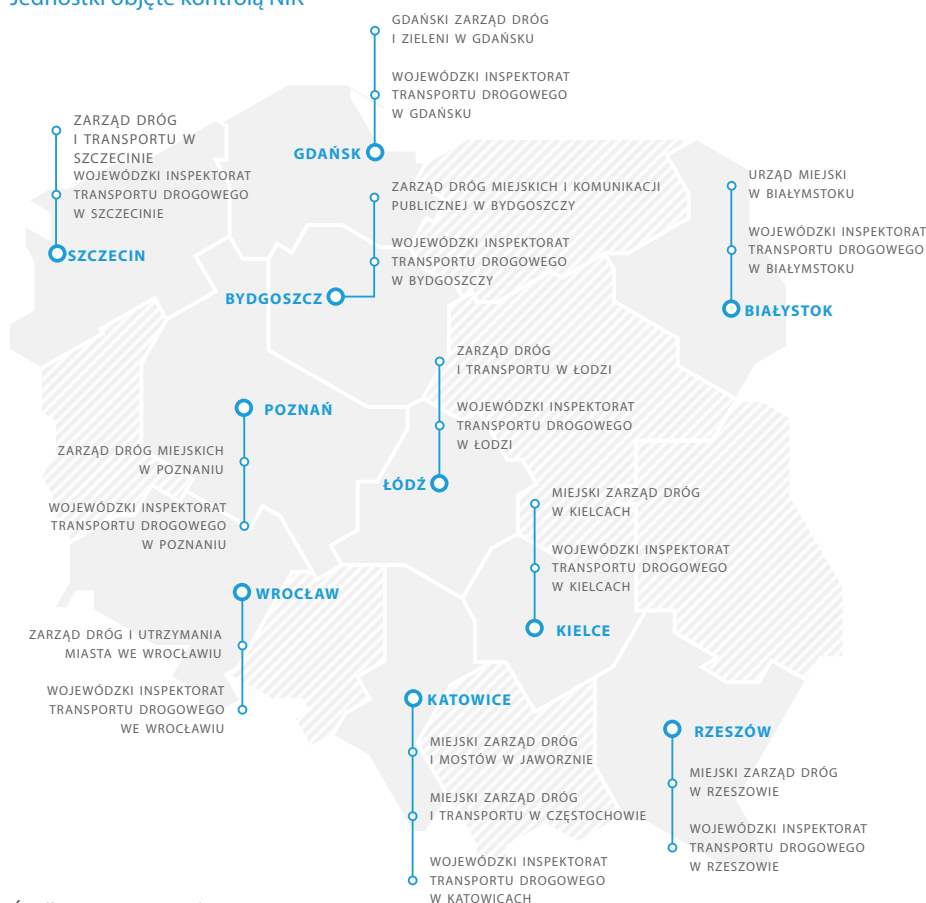 Jednostki objęte kontrolą NIK
GDAŃSKI ZARZĄD DRÓG
I ZIELENI W GDAŃSKU
WOJEWÓDZKI INSPEKTORAT
TRANSPORTU DROGOWEGO
W GDAŃSKU
GDAŃSK
ZARZĄD DRÓG
I TRANSPORTU W
SZCZECINIE
WOJEWÓDZKI INSPEKTORAT
TRANSPORTU DROGOWEGO
W SZCZECINIE
SZCZECIN
ZARZĄD DRÓG MIEJSKICH I KOMUNIKACJI
PUBLICZNEJ W BYDGOSZCZY
WOJEWÓDZKI INSPEKTORAT
TRANSPORTU DROGOWEGO
W BYDGOSZCZY
BYDGOSZCZ
URZĄD MIEJSKI
W BIAŁYMSTOKU
WOJEWÓDZKI INSPEKTORAT
TRANSPORTU DROGOWEGO
W BIAŁYMSTOKU
BIAŁYSTOK
ZARZĄD DRÓG
I TRANSPORTU W ŁODZI
WOJEWÓDZKI INSPEKTORAT
TRANSPORTU DROGOWEGO
W ŁODZI
ŁÓDŹ
POZNAŃ
ZARZĄD DRÓG MIEJSKICH
W POZNANIU
WOJEWÓDZKI INSPEKTORAT
TRANSPORTU DROGOWEGO
W POZNANIU
MIEJSKI ZARZĄD DRÓG
W KIELCACH
WOJEWÓDZKI INSPEKTORAT
TRANSPORTU DROGOWEGO
W KIELCACH
KIELCE
WROCŁAW
ZARZĄD DRÓG I UTRZYMANIA
MIASTA WE WROCŁAWIU
WOJEWÓDZKI INSPEKTORAT
TRANSPORTU DROGOWEGO
WE WROCŁAWIU
KATOWICE
MIEJSKI ZARZĄD DRÓG
I MOSTÓW W JAWORZNIE
MIEJSKI ZARZĄD DRÓG
I TRANSPORTU W CZĘSTOCHOWIE
WOJEWÓDZKI INSPEKTORAT
TRANSPORTU DROGOWEGO
W KATOWICACH
RZESZÓW
MIEJSKI ZARZĄD DRÓG
W RZESZOWIE
WOJEWÓDZKI INSPEKTORAT
TRANSPORTU DROGOWEGO
W RZESZOWIE